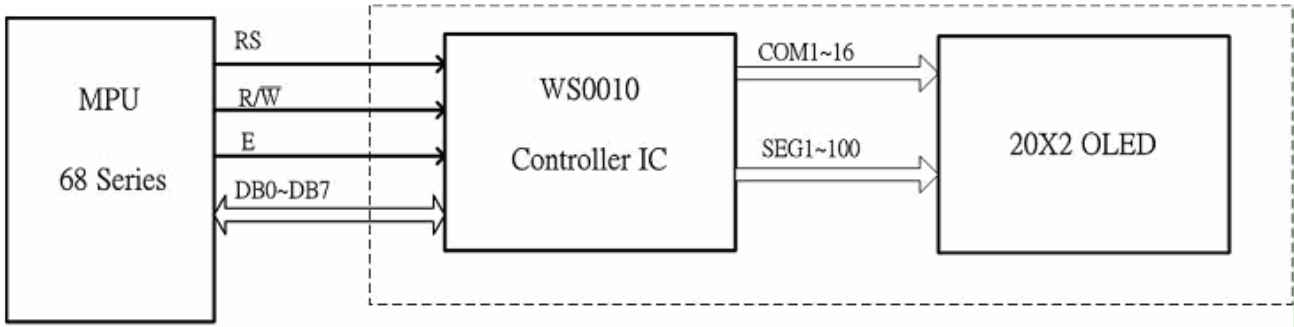 MPU
68 Series
RS
R/W̅
E
DB0~DB7
WS0010
Controller IC
COM1~16
SEG1~100
20X2 OLED